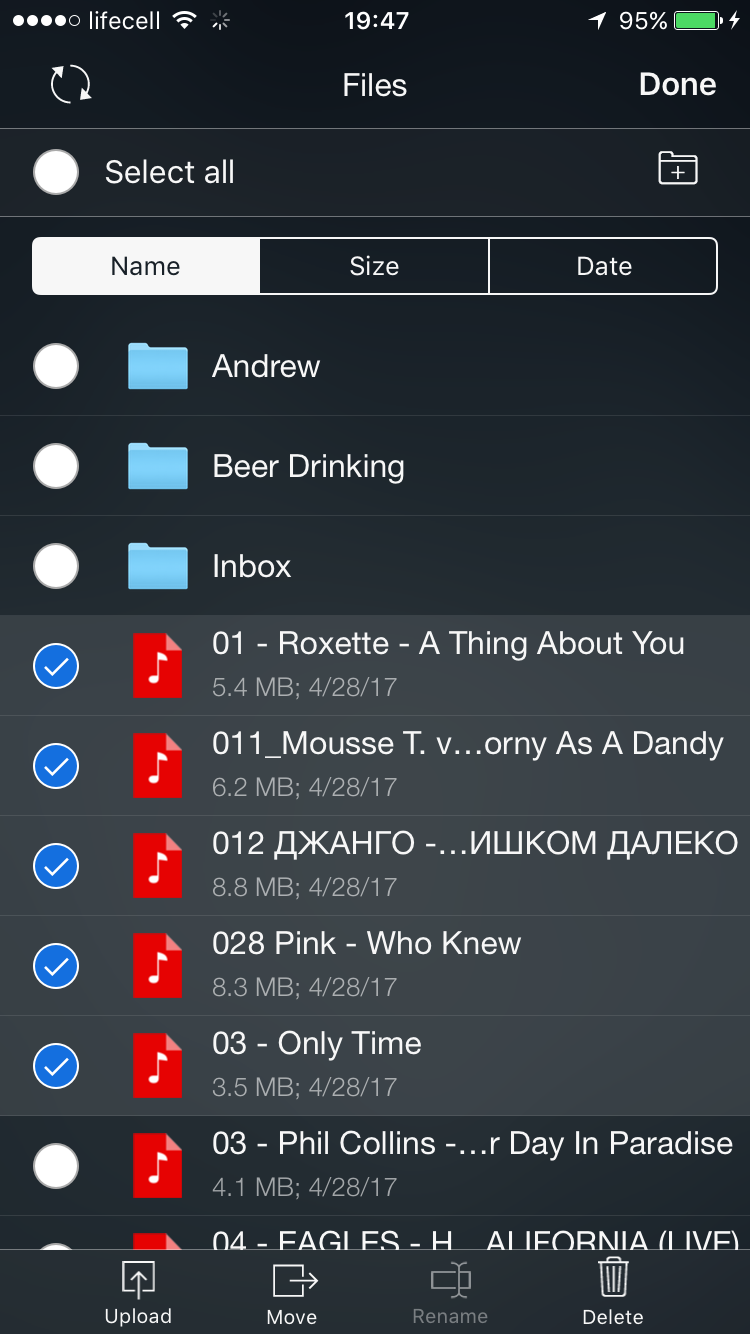 lifecell 19:47 95%
Files Done
Select all
Name Size Date
Andrew
Beer Drinking
Inbox
01 - Roxette - A Thing About You
5.4 MB; 4/28/17
011_Mousse T. v...orny As A Dandy
6.2 MB; 4/28/17
012 ДЖАНГО -...ИШКОМ ДАЛЕКО
8.8 MB; 4/28/17
028 Pink - Who Knew
8.3 MB; 4/28/17
03 - Only Time
3.5 MB; 4/28/17
03 - Phil Collins -...r Day In Paradise
4.1 MB; 4/28/17
04 - EAGLES - H...ALIFORNIA (LIVE)
Upload Move Rename Delete